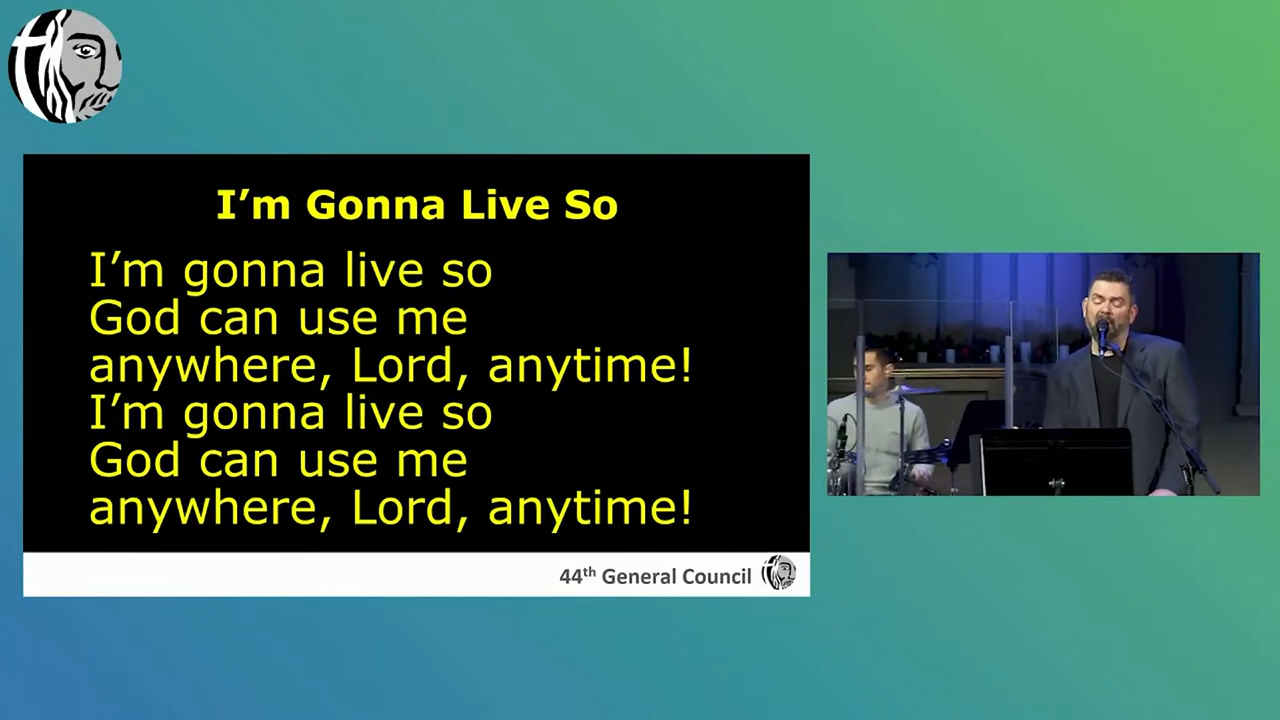 I’m Gonna Live So
I’m gonna live so
God can use me
anywhere, Lord, anytime!
I’m gonna live so
God can use me
anywhere, Lord, anytime!
44th General Council